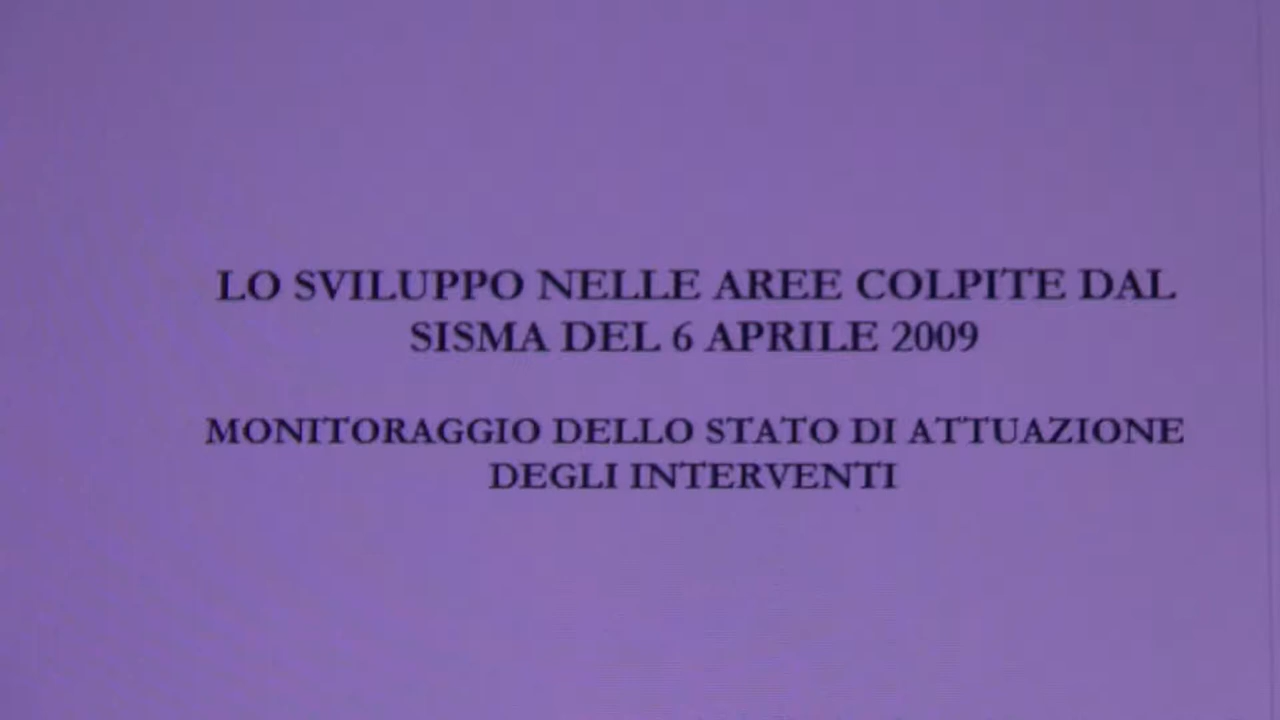 LO SVILUPPO NELLE AREE COLPITE DAL
SISMA DEL 6 APRILE 2009
MONITORAGGIO DELLO STATO DI ATTUAZIONE
DEGLI INTERVENTI